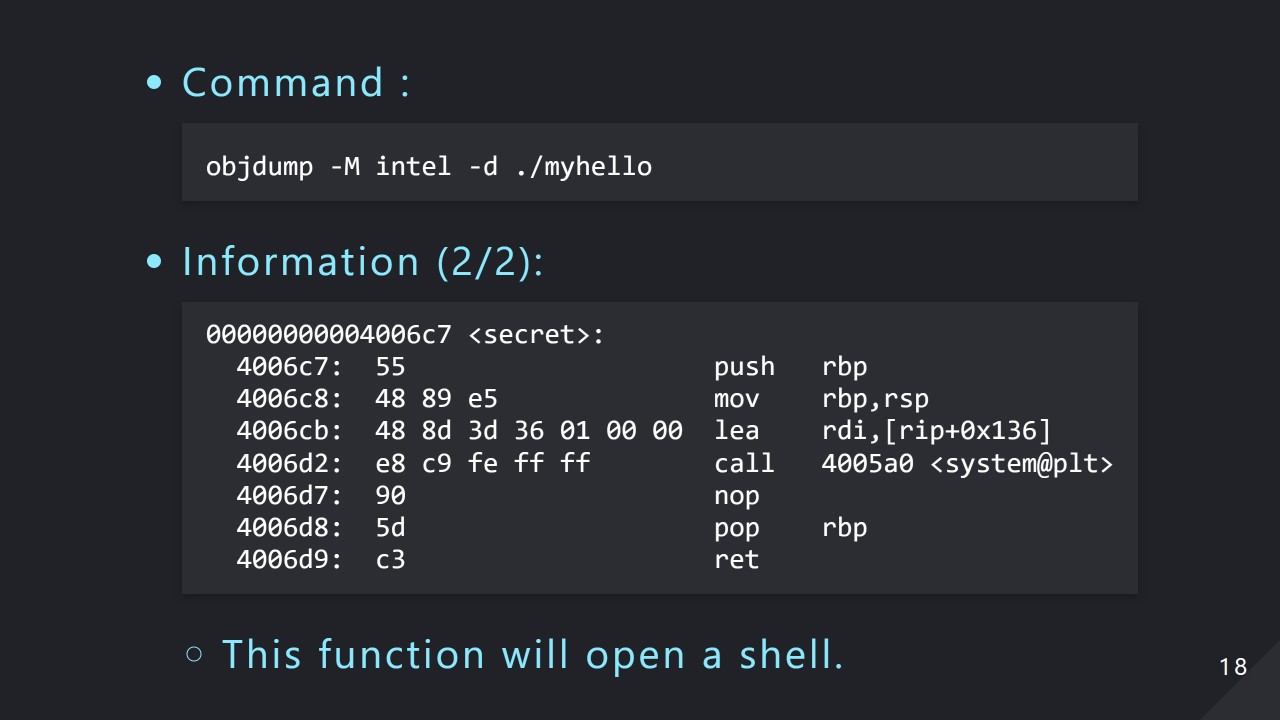 Command :
objdump -M intel -d ./myhello
Information (2/2):
00000000004006c7 <secret>:
4006c7: 55 push rbp
4006c8: 48 89 e5 mov rbp,rsp
4006cb: 48 8d 3d 36 01 00 00 lea rdi,[rip+0x136]
4006d2: e8 c9 fe ff ff call 4005a0 <system@plt>
4006d7: 90 nop
4006d8: 5d pop rbp
4006d9: c3 ret
This function will open a shell.
18